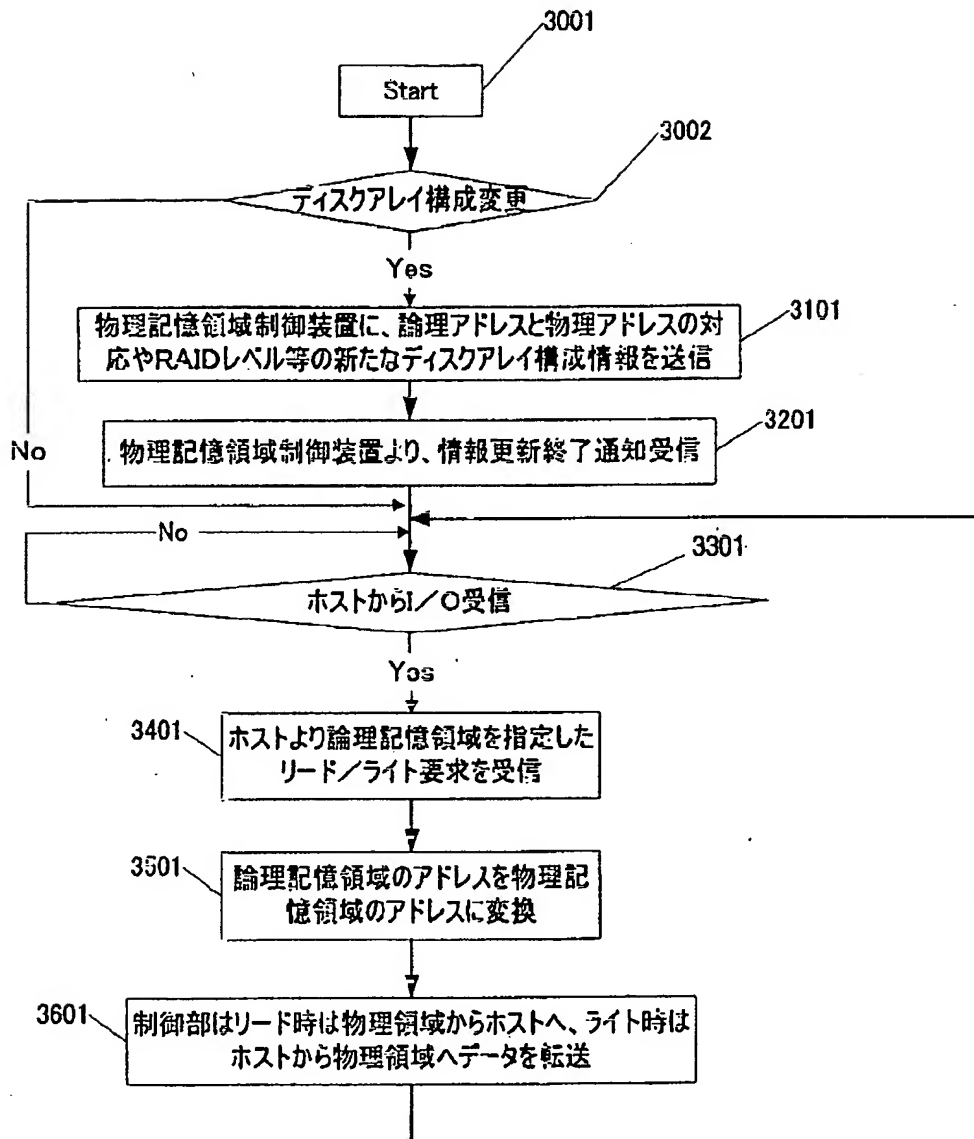 3001
Start
3002
ディスクアレイ構成変更
Yes
物理記憶領域制御装置に、論理アドレスと物理アドレスの対
応やRAIDレベル等の新たなディスクアレイ構成情報を送信
3101
No
物理記憶領域制御装置より、情報更新終了通知受信
3201
No
3301
ホストからI／O受信
Yes
3401
ホストより論理記憶領域を指定した
リード／ライト要求を受信
3501
論理記憶領域のアドレスを物理記
憶領域のアドレスに変換
3601
制御部はリード時は物理領域からホストへ、ライト時は
ホストから物理領域へデータを転送